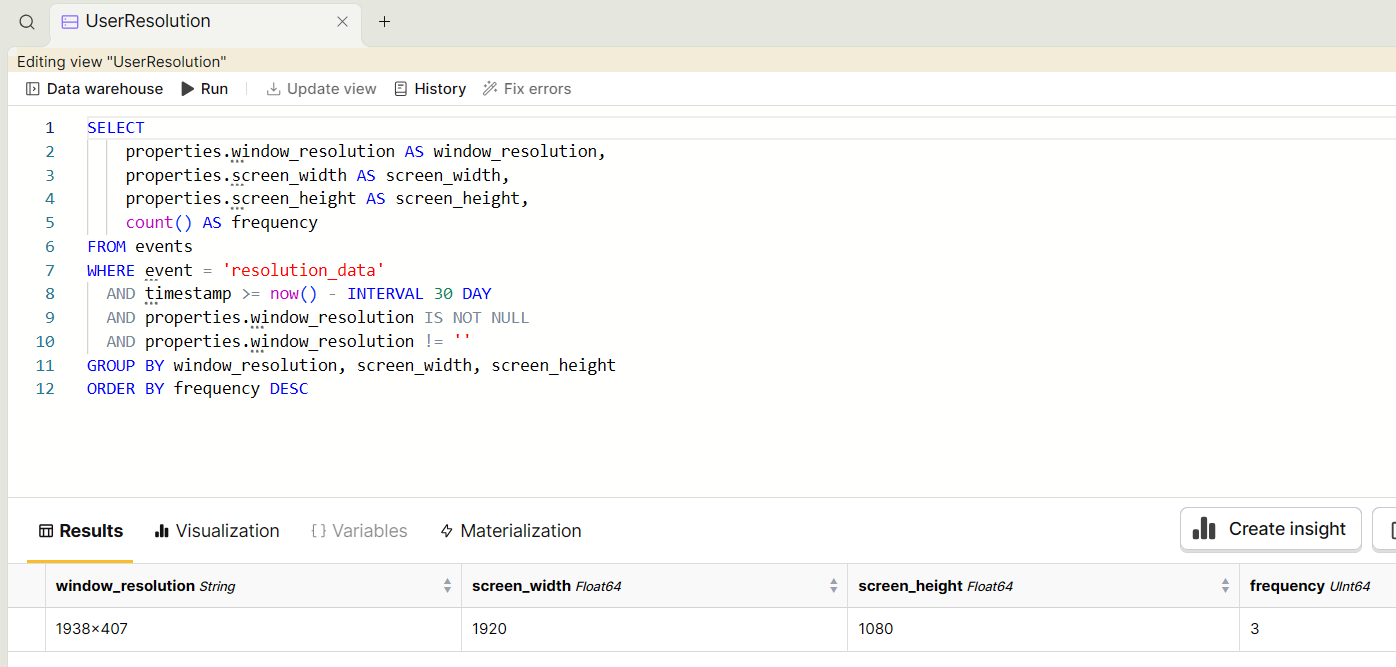 UserResolution
Editing view "UserResolution"
Data warehouse Run Update view History Fix errors
1 SELECT
2 properties.window_resolution AS window_resolution,
3 properties.screen_width AS screen_width,
4 properties.screen_height AS screen_height,
5 count() AS frequency
6 FROM events
7 WHERE event = 'resolution_data'
8 AND timestamp >= now() - INTERVAL 30 DAY
9 AND properties.window_resolution IS NOT NULL
10 AND properties.window_resolution != ''
11 GROUP BY window_resolution, screen_width, screen_height
12 ORDER BY frequency DESC
Results Visualization {} Variables Materialization Create insight
window_resolution String screen_width Float64 screen_height Float64 frequency UInt64
1938×407 1920 1080 3